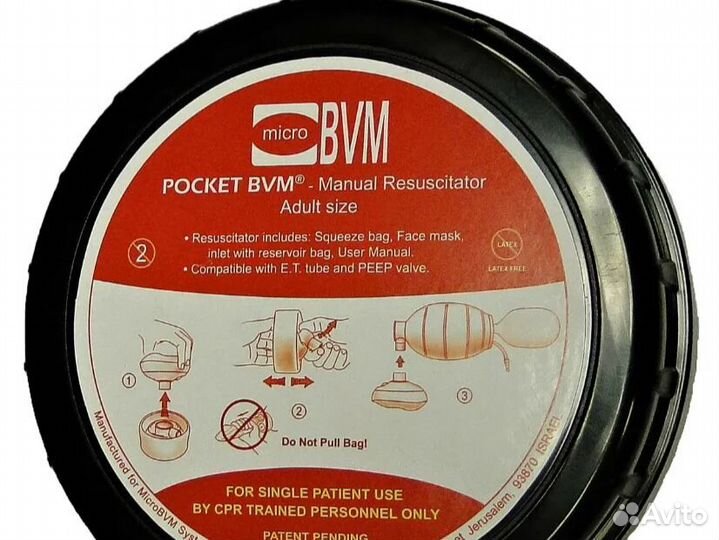 micro BVM
POCKET BVM® - Manual Resuscitator
Adult size
2
• Resuscitator includes: Squeeze bag, Face mask,
inlet with reservoir bag, User Manual.
• Compatible with E.T. tube and PEEP valve.
LATEX
LATEX FREE
1
2
3
Do Not Pull Bag!
FOR SINGLE PATIENT USE
BY CPR TRAINED PERSONNEL ONLY
PATENT PENDING
Manufactured for MicroBVM
Jerusalem, 93870 ISRAEL
Avito